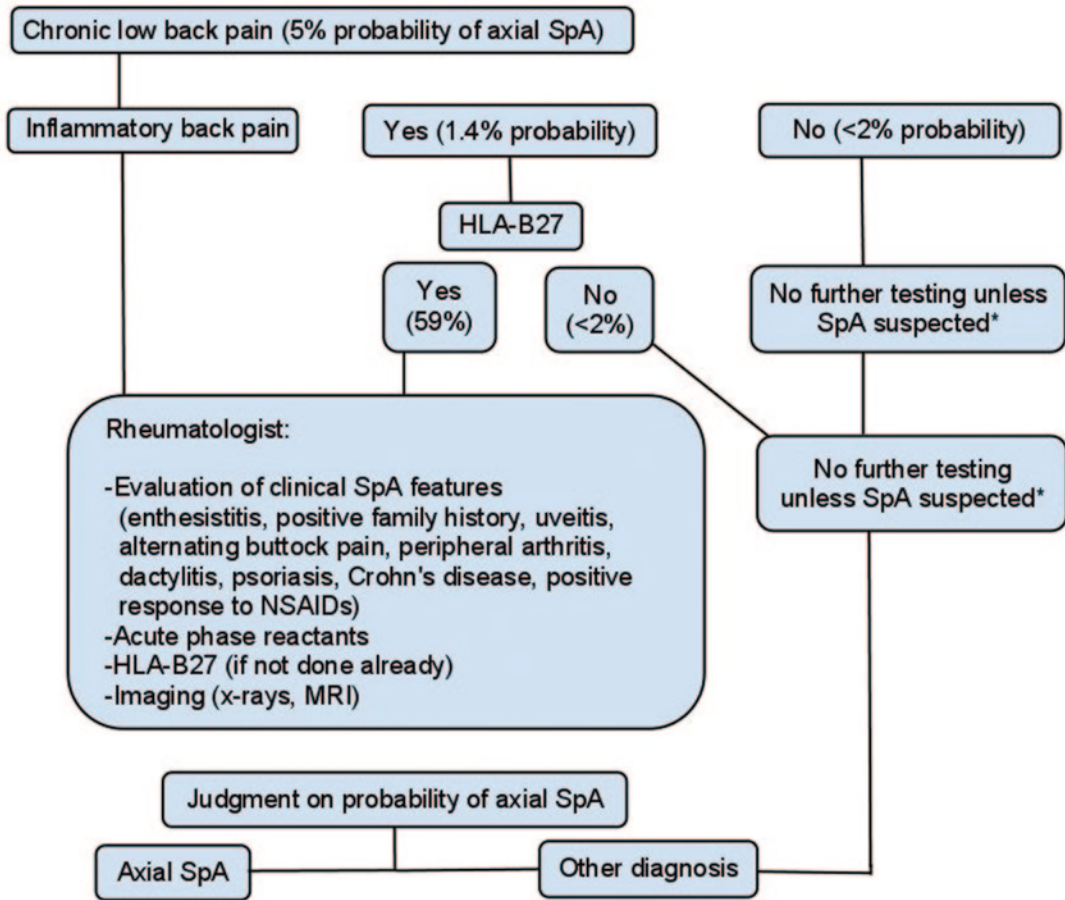 Chronic low back pain (5% probability of axial SpA)
Inflammatory back pain
Yes (1.4% probability)
No (<2% probability)
HLA-B27
Yes
(59%)
No
(<2%)
No further testing unless
SpA suspected*
Rheumatologist:
-Evaluation of clinical SpA features
(enthesistitis, positive family history, uveitis,
alternating buttock pain, peripheral arthritis,
dactylitis, psoriasis, Crohn's disease, positive
response to NSAIDs)
-Acute phase reactants
-HLA-B27 (if not done already)
-Imaging (x-rays, MRI)
No further testing
unless SpA suspected*
Judgment on probability of axial SpA
Axial SpA
Other diagnosis